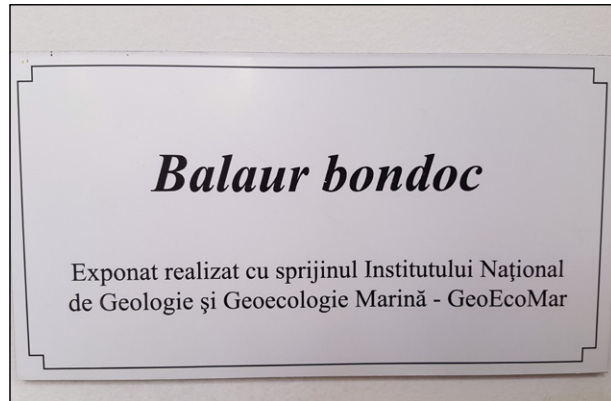 Balaur bondoc
Exponat realizat cu sprijinul Institutului Naţional
de Geologie şi Geoecologie Marină - GeoEcoMar